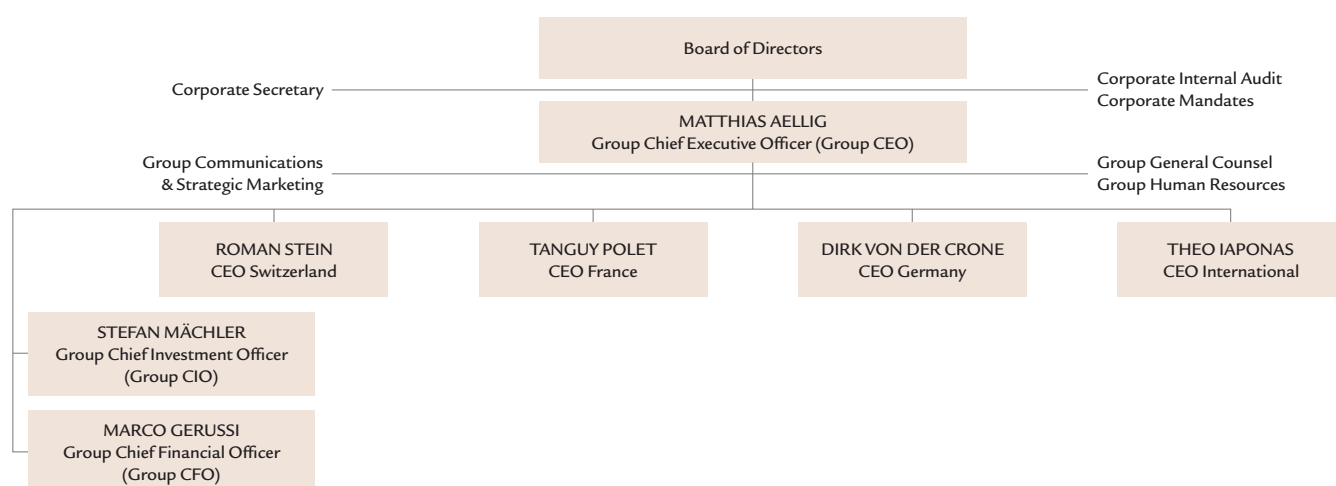 Board of Directors
Corporate Secretary
Corporate Internal Audit
Corporate Mandates
MATTHIAS AELLIG
Group Chief Executive Officer (Group CEO)
Group Communications
& Strategic Marketing
Group General Counsel
Group Human Resources
ROMAN STEIN
CEO Switzerland
TANGUY POLET
CEO France
DIRK VON DER CRONE
CEO Germany
THEO IAPONAS
CEO International
STEFAN MÄCHLER
Group Chief Investment Officer
(Group CIO)
MARCO GERUSSI
Group Chief Financial Officer
(Group CFO)